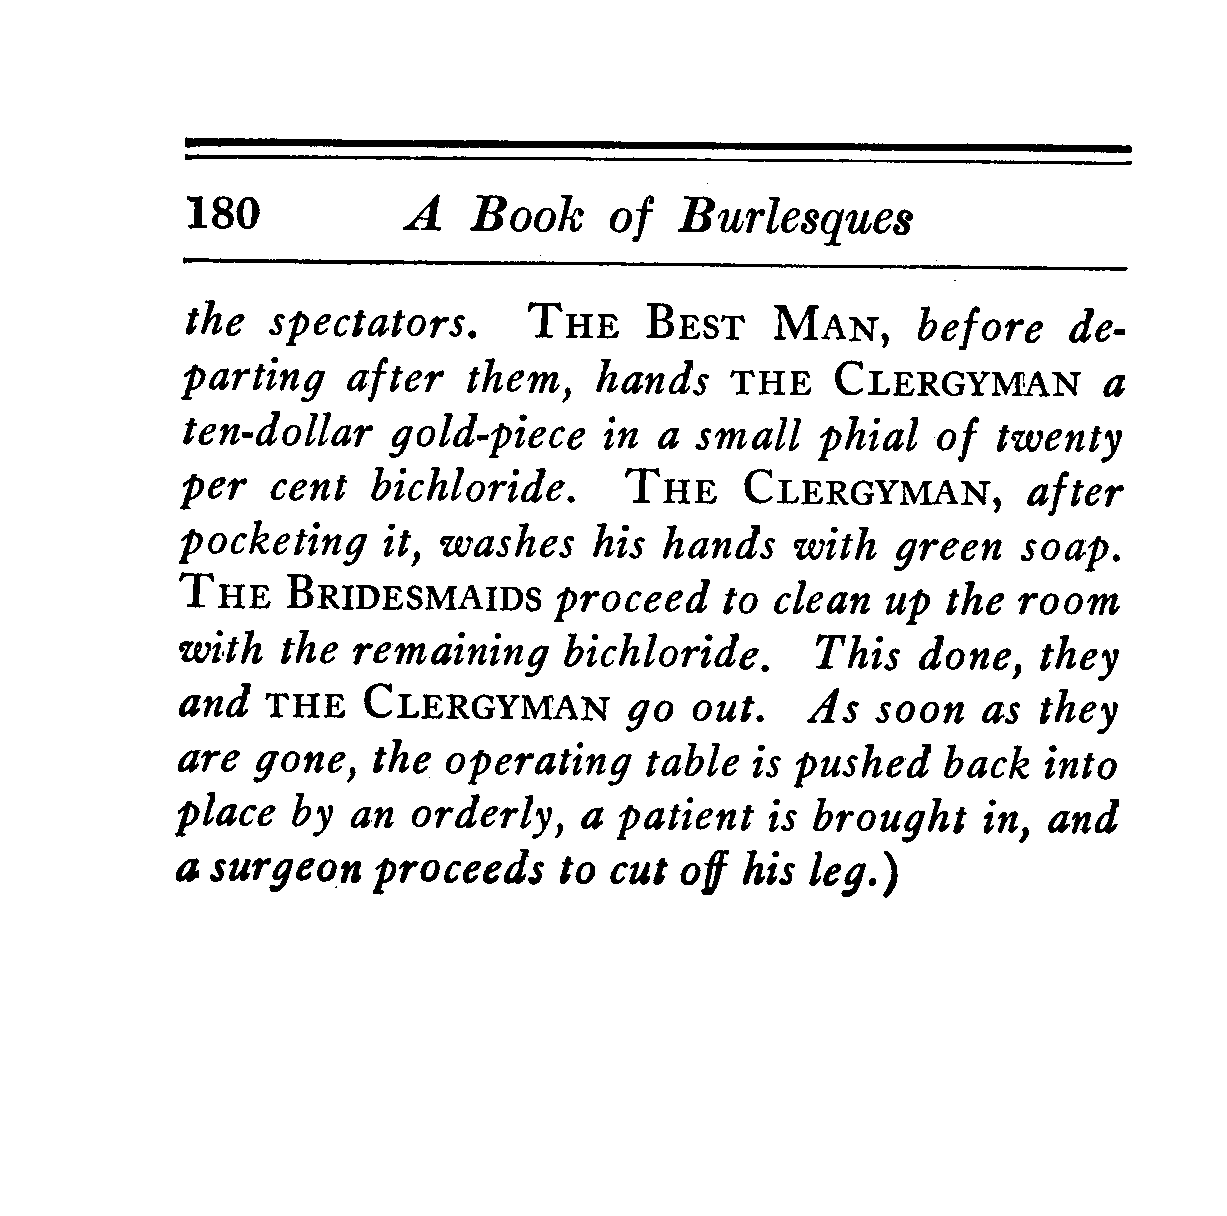 180 A Book of Burlesques
the spectators. THE BEST MAN, before de-
parting after them, hands THE CLERGYMAN a
ten-dollar gold-piece in a small phial of twenty
per cent bichloride. THE CLERGYMAN, after
pocketing it, washes his hands with green soap.
THE BRIDESMAIDS proceed to clean up the room
with the remaining bichloride. This done, they
and THE CLERGYMAN go out. As soon as they
are gone, the operating table is pushed back into
place by an orderly, a patient is brought in, and
a surgeon proceeds to cut off his leg.)